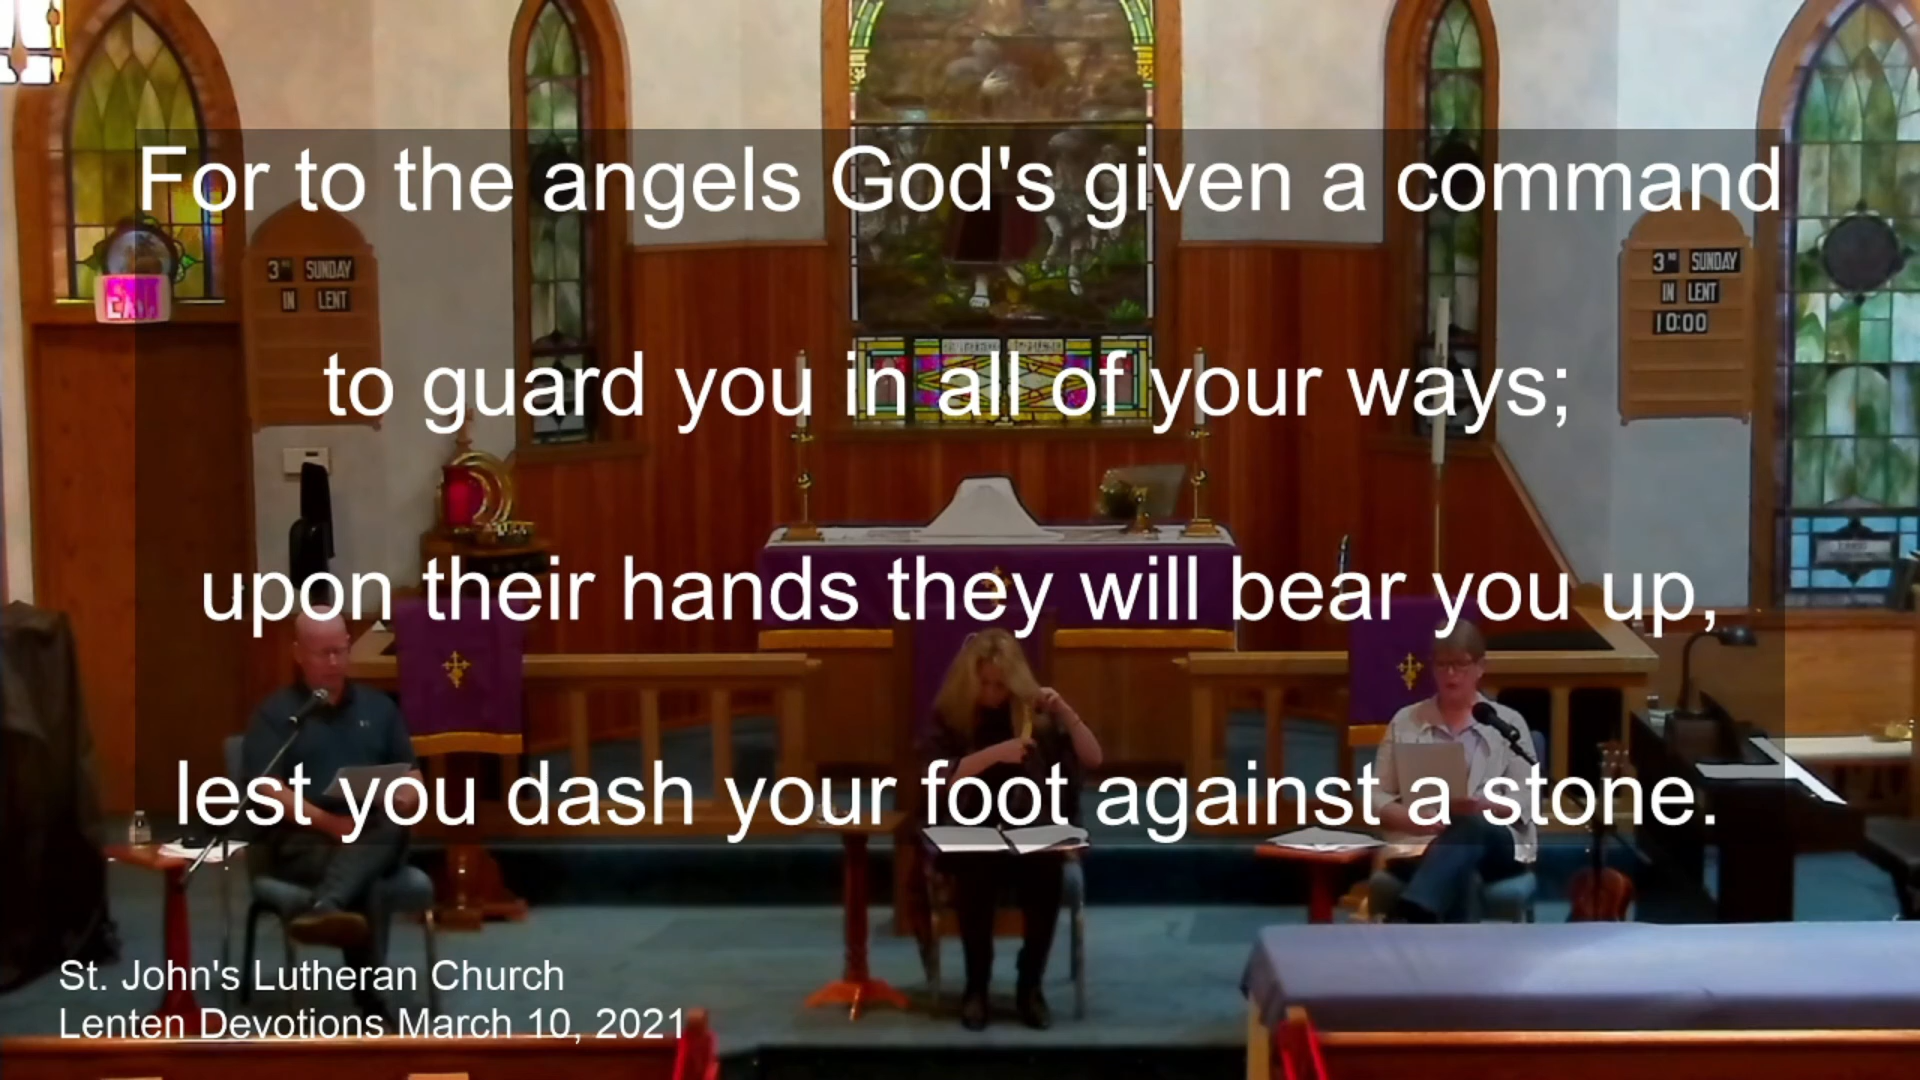 For to the angels God's given a command
to guard you in all of your ways;
upon their hands they will bear you up,
lest you dash your foot against a stone.
3RD SUNDAY
IN LENT
3RD SUNDAY
IN LENT
10:00
EXIT
St. John's Lutheran Church
Lenten Devotions March 10, 2021